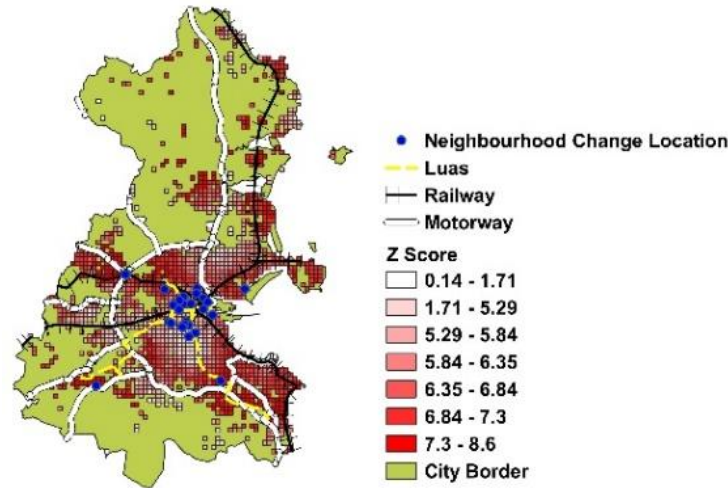 Neighbourhood Change Location
Luas
Railway
Motorway
Z Score
0.14 - 1.71
1.71 - 5.29
5.29 - 5.84
5.84 - 6.35
6.35 - 6.84
6.84 - 7.3
7.3 - 8.6
City Border